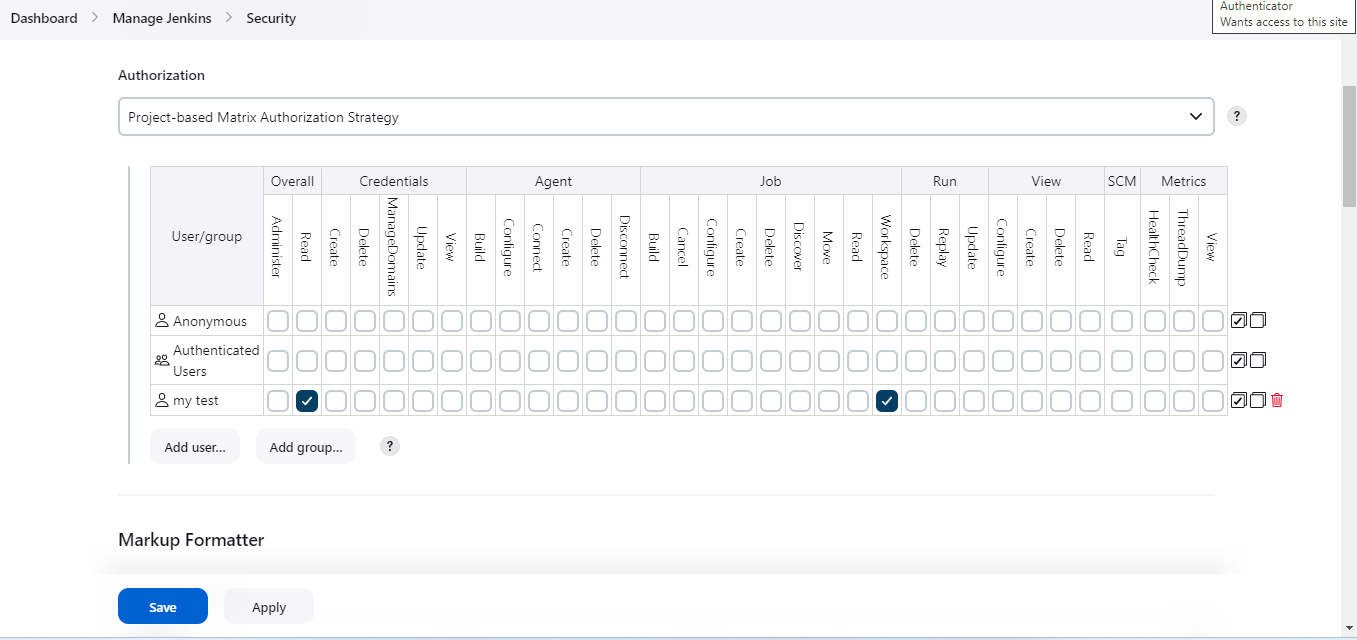 Dashboard > Manage Jenkins > Security
Authenticator
Wants access to this site
Authorization
Project-based Matrix Authorization Strategy
?
User/group
Overall Credentials Agent Job Run View SCM Metrics
Administer Read Create Delete ManageDomains Update View Build Configure Connect Create Delete Disconnect Build Cancel Configure Create Delete Discover Move Read Workspace Delete Replay Update Configure Create Delete Read Tag HealthCheck ThreadDump View
Anonymous
Authenticated
Users
my test
Add user... Add group... ?
Markup Formatter
Save Apply